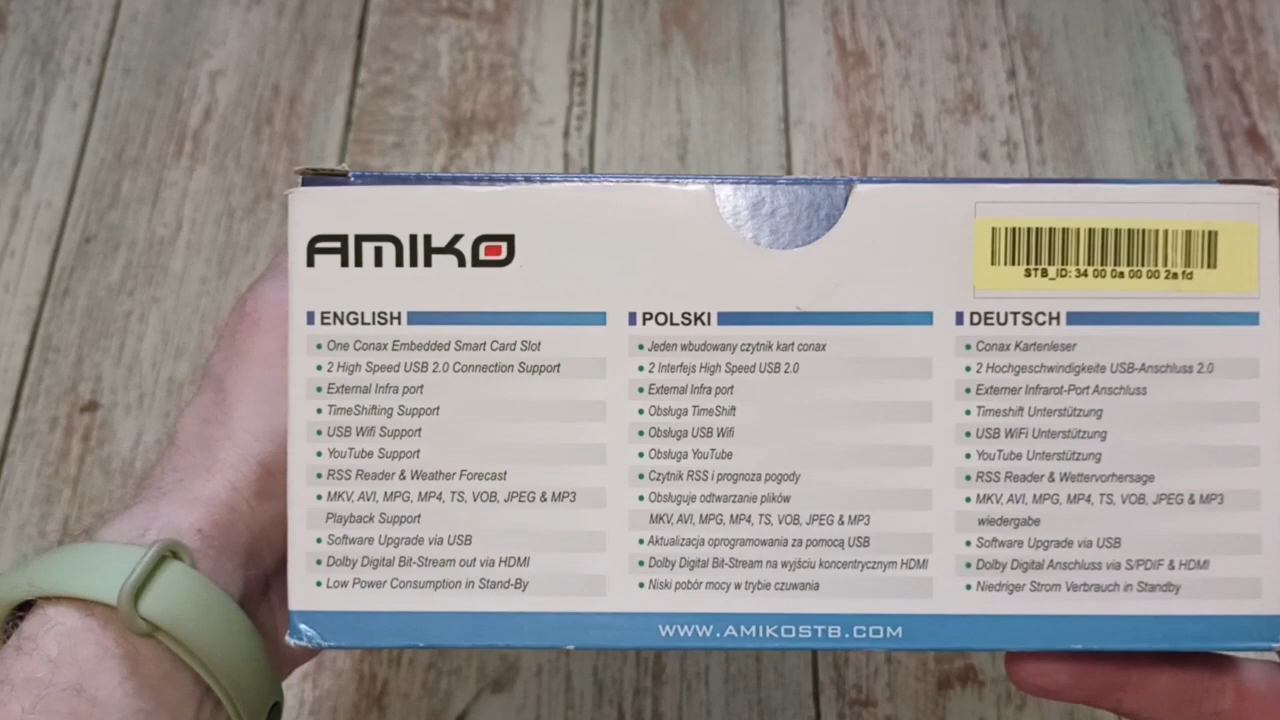 AMIKO
STB_ID: 34 00 0a 00 00 2a fd
ENGLISH
• One Conax Embedded Smart Card Slot
• 2 High Speed USB 2.0 Connection Support
• External Infra port
• TimeShifting Support
• USB Wifi Support
• YouTube Support
• RSS Reader & Weather Forecast
• MKV, AVI, MPG, MP4, TS, VOB, JPEG & MP3
Playback Support
• Software Upgrade via USB
• Dolby Digital Bit-Stream out via HDMI
• Low Power Consumption in Stand-By
POLSKI
• Jeden wbudowany czytnik kart conax
• 2 Interfejs High Speed USB 2.0
• External Infra port
• Obsługa TimeShift
• Obsługa USB Wifi
• Obsługa YouTube
• Czytnik RSS i prognoza pogody
• Obsługuje odtwarzanie plików
MKV, AVI, MPG, MP4, TS, VOB, JPEG & MP3
• Aktualizacja oprogramowania za pomocą USB
• Dolby Digital Bit-Stream na wyjściu koncentrycznym HDMI
• Niski pobór mocy w trybie czuwania
DEUTSCH
• Conax Kartenleser
• 2 Hochgeschwindigkeite USB-Anschluss 2.0
• Externer Infrarot-Port Anschluss
• Timeshift Unterstützung
• USB WiFi Unterstützung
• YouTube Unterstützung
• RSS Reader & Wettervorhersage
• MKV, AVI, MPG, MP4, TS, VOB, JPEG & MP3
wiedergabe
• Software Upgrade via USB
• Dolby Digital Anschluss via S/PDIF & HDMI
• Niedriger Strom Verbrauch in Standby
WWW.AMIKOSTB.COM